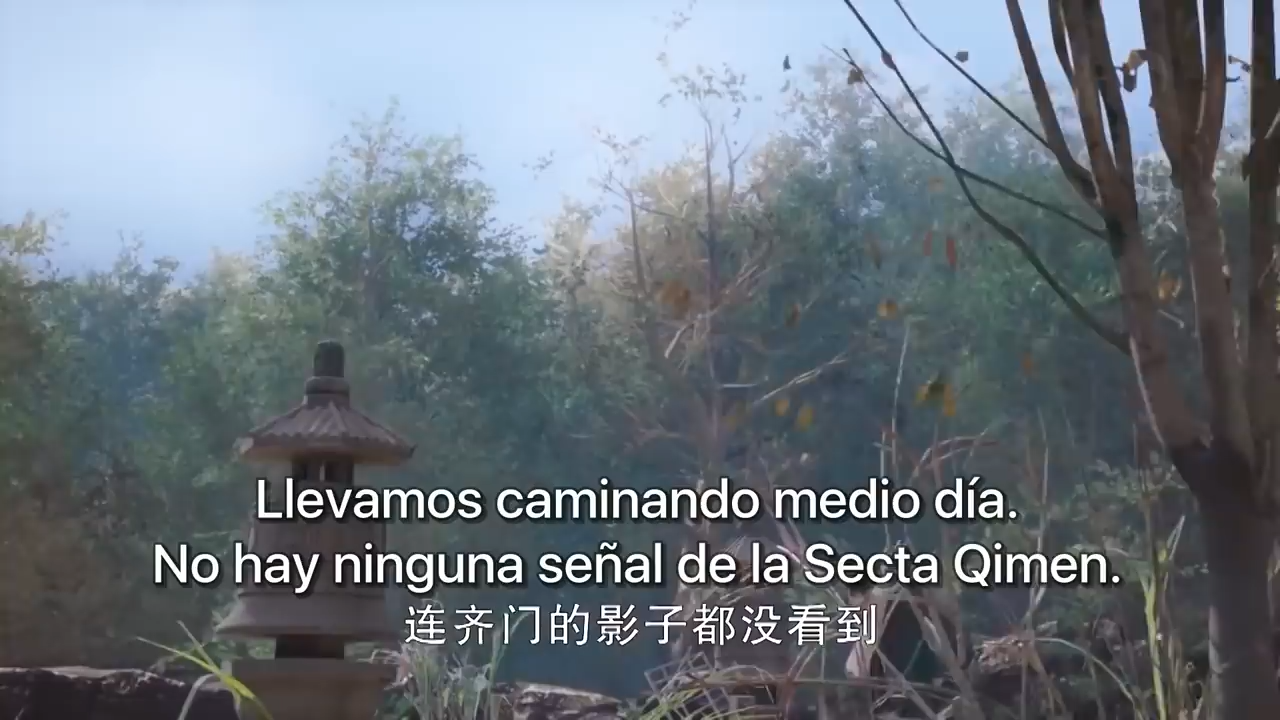 Llevamos caminando medio día.
No hay ninguna señal de la Secta Qimen.
连齐门的影子都没看到